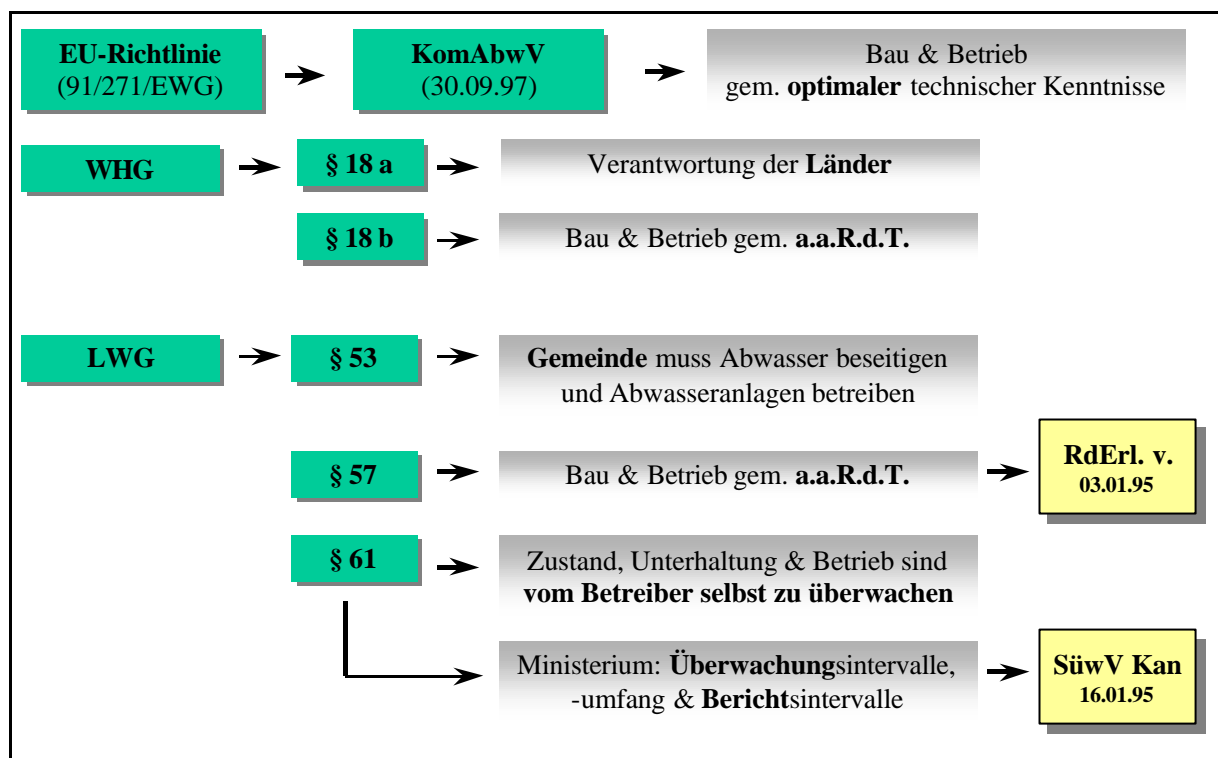 EU-Richtlinie
(91/271/EWG)
KomAbwV
(30.09.97)
Bau & Betrieb
gem. optimaler technischer Kenntnisse
WHG
§ 18 a
Verantwortung der Länder
§ 18 b
Bau & Betrieb gem. a.a.R.d.T.
LWG
§ 53
Gemeinde muss Abwasser beseitigen
und Abwasseranlagen betreiben
§ 57
Bau & Betrieb gem. a.a.R.d.T.
RdErl. v.
03.01.95
§ 61
Zustand, Unterhaltung & Betrieb sind
vom Betreiber selbst zu überwachen
Ministerium: Überwachungsintervalle,
-umfang & Berichtsintervalle
SüwV Kan
16.01.95